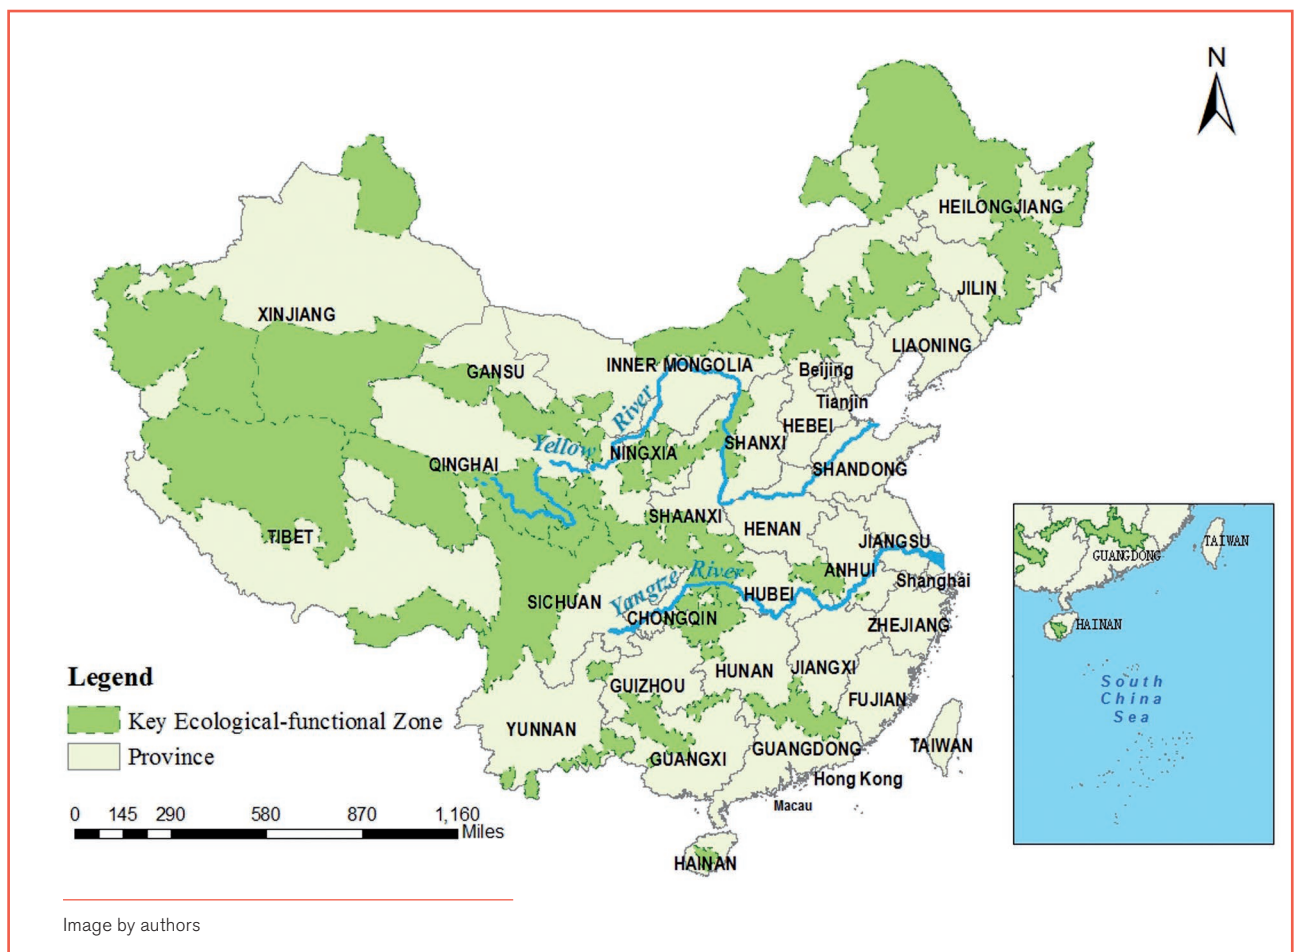 N
HEILONGJIANG
JILIN
XINJIANG
LIAONING
GANSU
INNER MONGOLIA
Beijing
Tianjin
Yellow River
HEBEI
SHANXI
NINGXIA
QINGHAI
SHANDONG
SHAANXI
HENAN
TIBET
JIANGSU
ANHUI
Shanghai
Yangtze River
HUBEI
SICHUAN
CHONGQIN
ZHEJIANG
HUNAN
JIANGXI
GUIZHOU
FUJIAN
YUNNAN
GUANGXI
GUANGDONG
TAIWAN
Hong Kong
Macau
HAINAN
Legend
Key Ecological-functional Zone
Province
0 145 290 580 870 1,160
Miles
TAIWAN
GUANGDONG
HAINAN
South
China
Sea
Image by authors